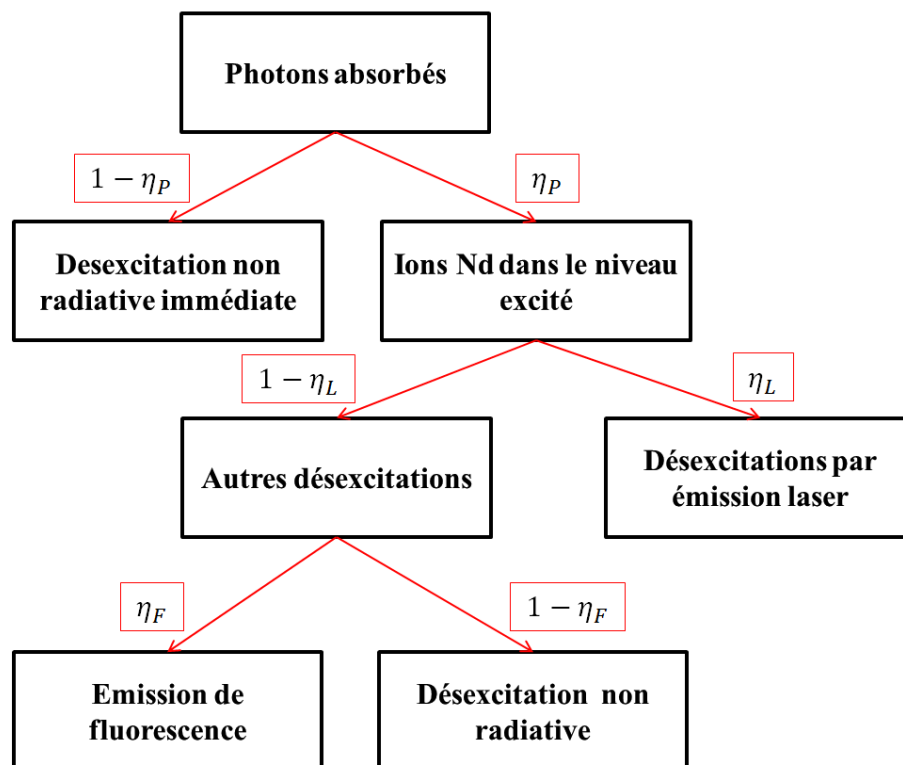 Photons absorbés
1 − η_P
η_P
Desexcitation non
radiative immédiate
Ions Nd dans le niveau
excité
1 − η_L
η_L
Autres désexcitations
Désexcitations par
émission laser
η_F
1 − η_F
Emission de
fluorescence
Désexcitation non
radiative